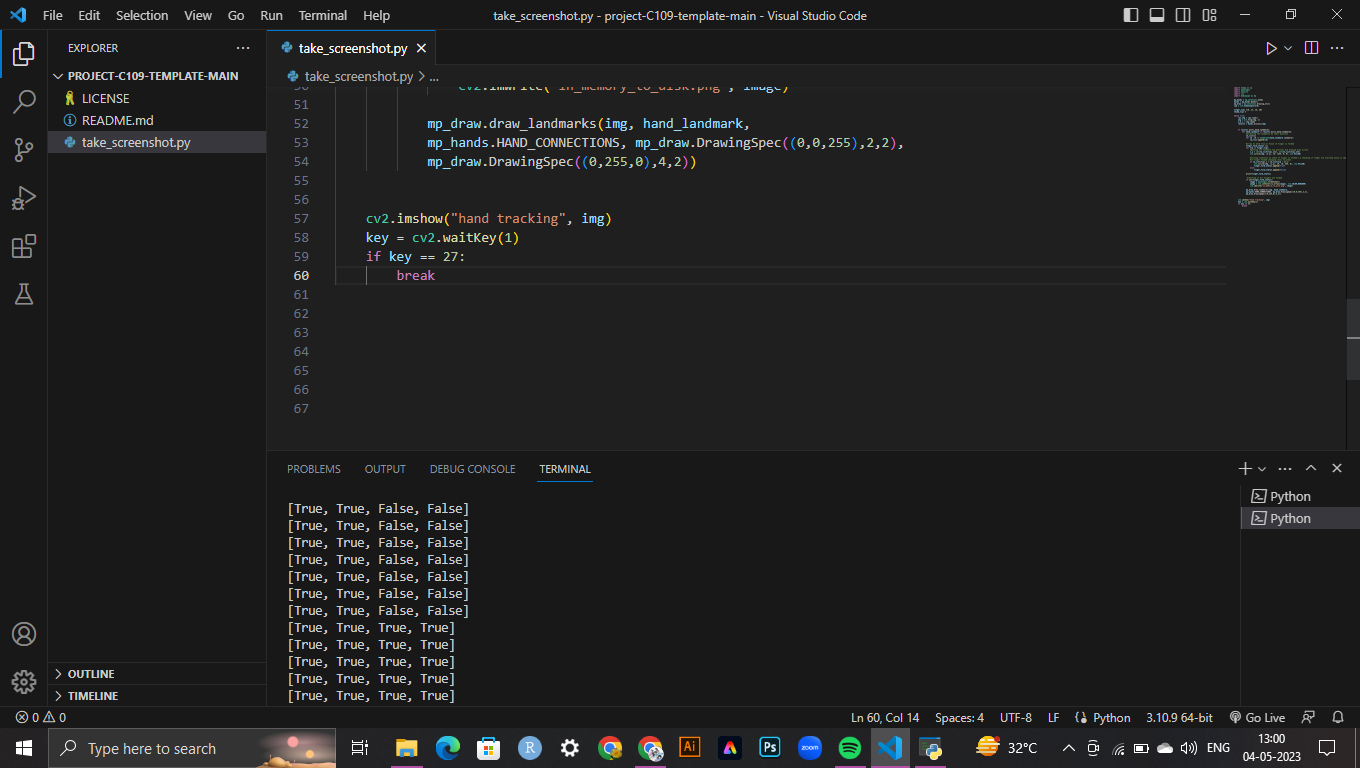 File Edit Selection View Go Run Terminal Help take_screenshot.py - project-C109-template-main - Visual Studio Code
EXPLORER
PROJECT-C109-TEMPLATE-MAIN
LICENSE
README.md
take_screenshot.py
OUTLINE
TIMELINE
take_screenshot.py
take_screenshot.py > ...
50 cv2.imwrite("in_memory_to_disk.png", image)
51
52 mp_draw.draw_landmarks(img, hand_landmark,
53 mp_hands.HAND_CONNECTIONS, mp_draw.DrawingSpec((0,0,255),2,2),
54 mp_draw.DrawingSpec((0,255,0),4,2))
55
56
57 cv2.imshow("hand tracking", img)
58 key = cv2.waitKey(1)
59 if key == 27:
60 break
61
62
63
64
65
66
67
PROBLEMS OUTPUT DEBUG CONSOLE TERMINAL
[True, True, False, False]
[True, True, False, False]
[True, True, False, False]
[True, True, False, False]
[True, True, False, False]
[True, True, False, False]
[True, True, False, False]
[True, True, True, True]
[True, True, True, True]
[True, True, True, True]
[True, True, True, True]
[True, True, True, True]
Python
Python
0 0 Ln 60, Col 14 Spaces: 4 UTF-8 LF Python 3.10.9 64-bit Go Live
Type here to search
R
Ai
Ps
zoom
32°C
ENG
13:00
04-05-2023